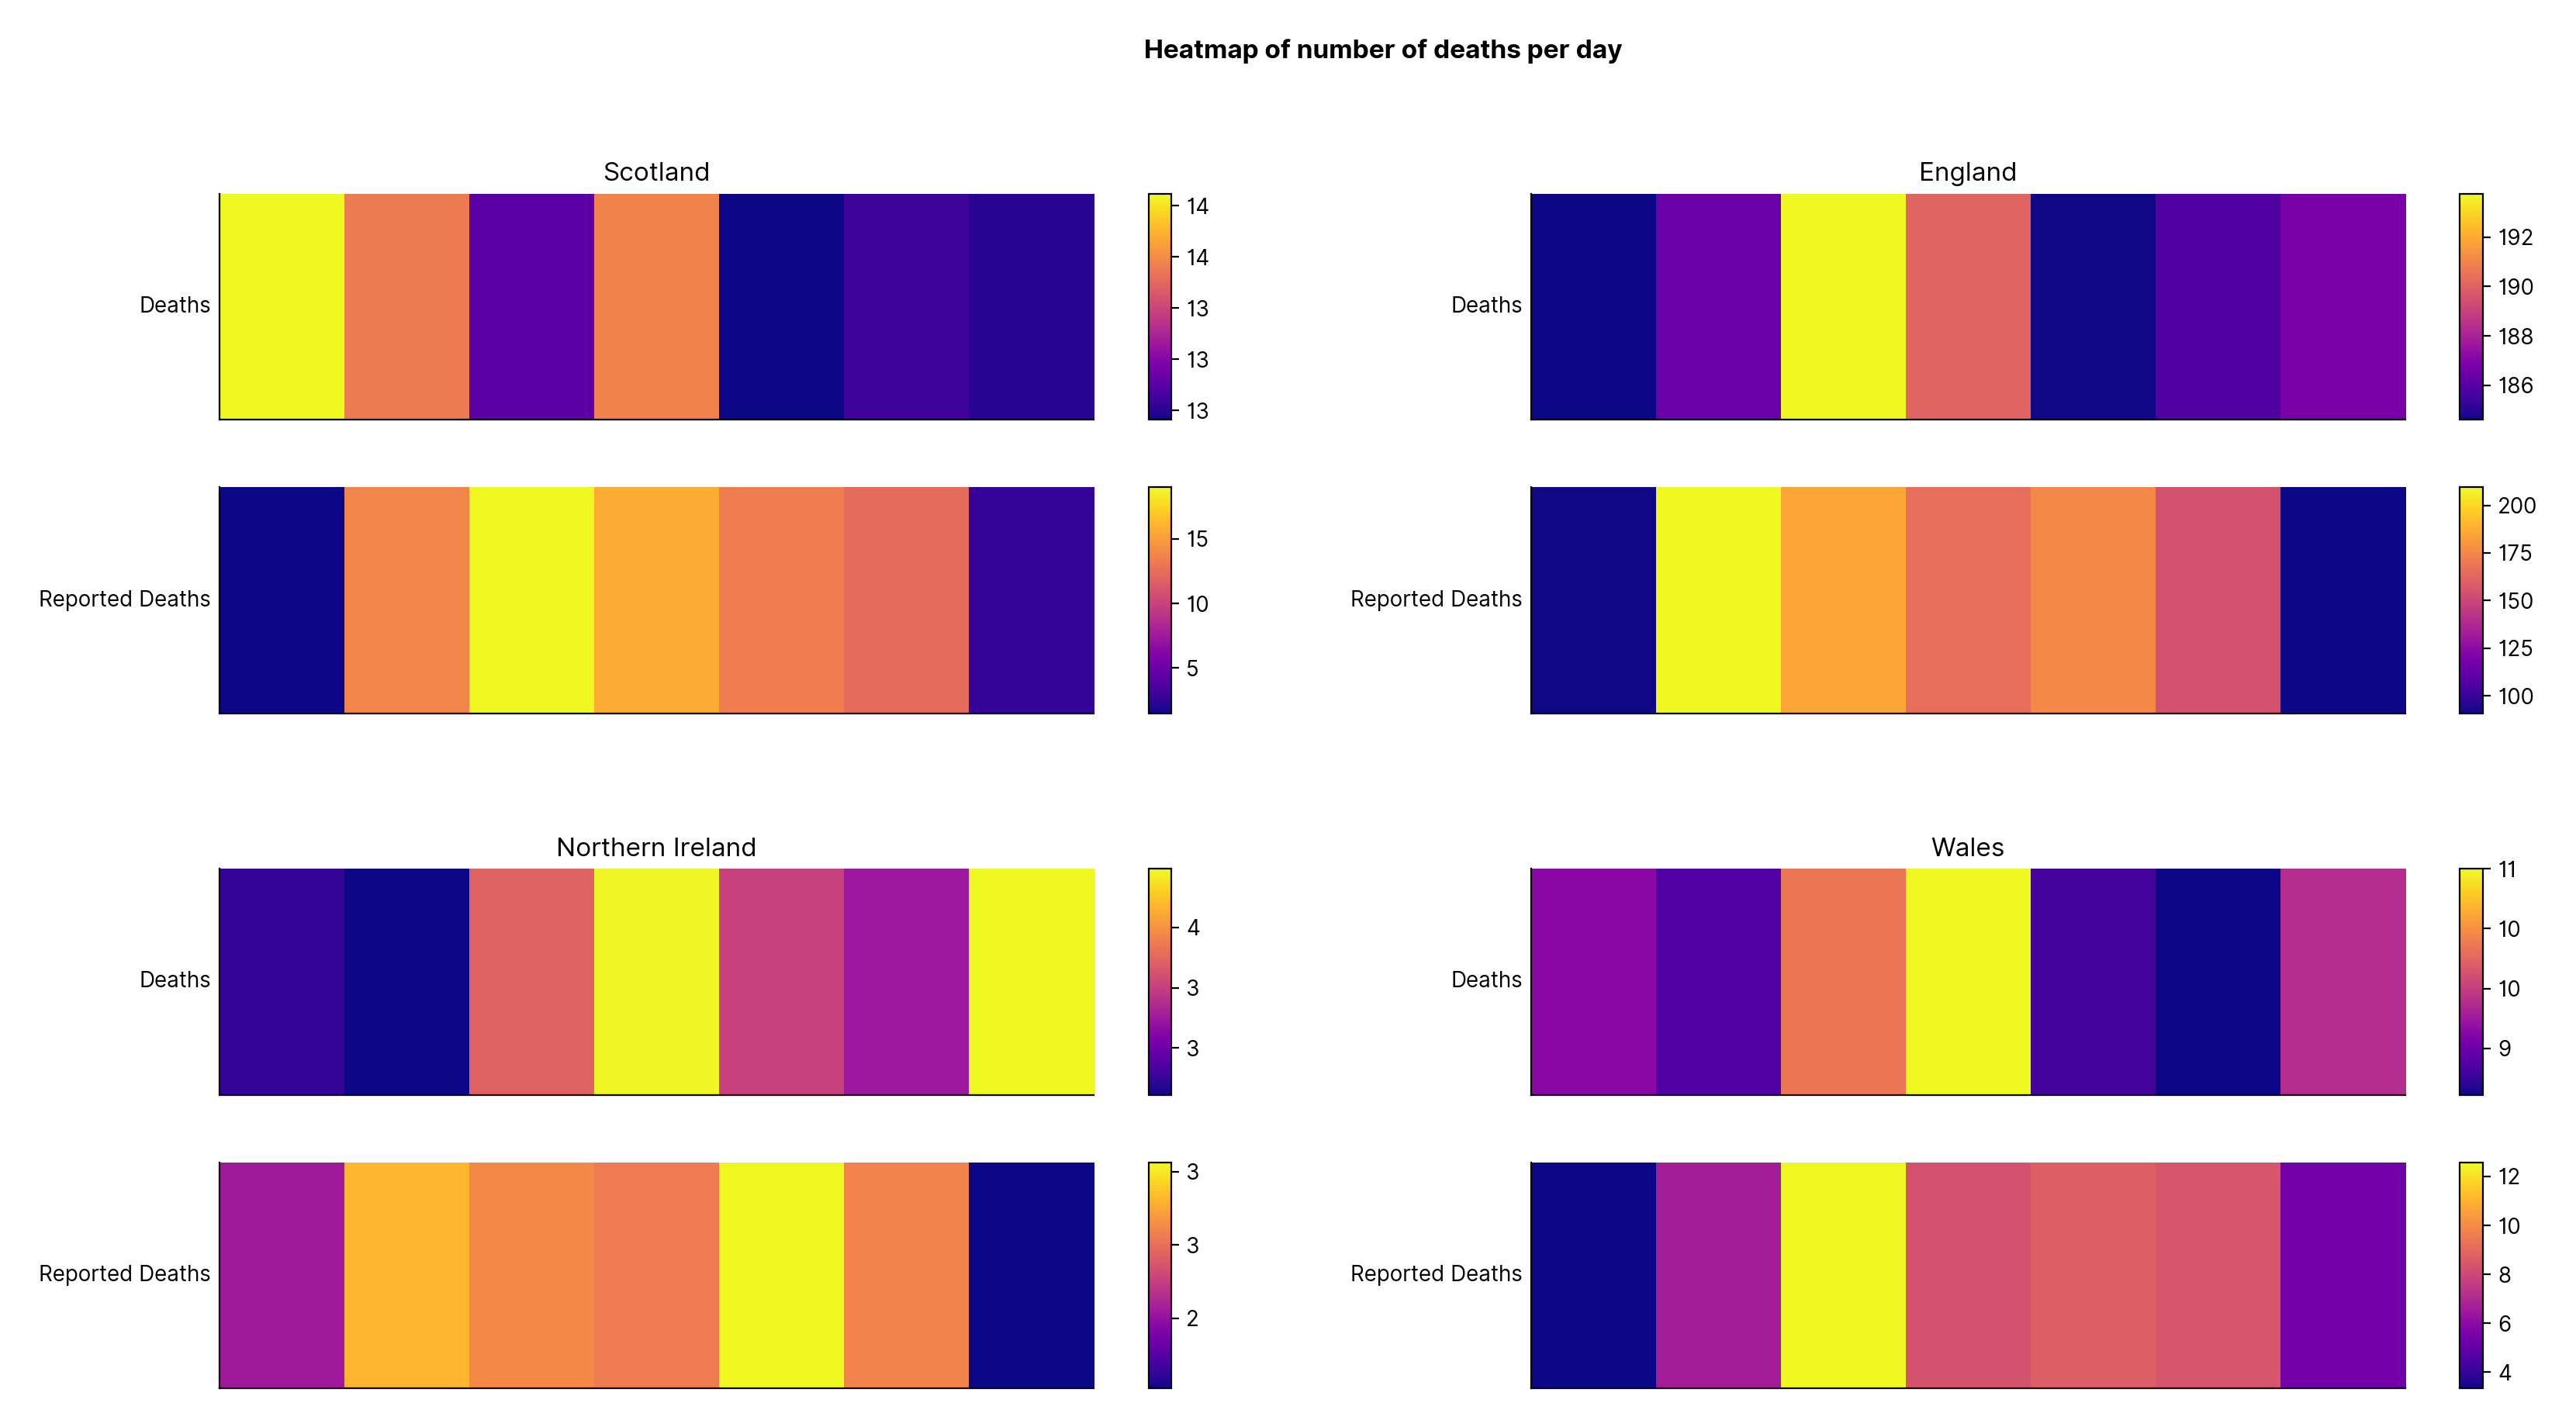 Heatmap of number of deaths per day
Scotland
Deaths
14
14
13
13
13
Reported Deaths
15
10
5
England
Deaths
192
190
188
186
Reported Deaths
200
175
150
125
100
Northern Ireland
Deaths
4
3
3
Reported Deaths
3
3
2
Wales
Deaths
11
10
10
9
Reported Deaths
12
10
8
6
4